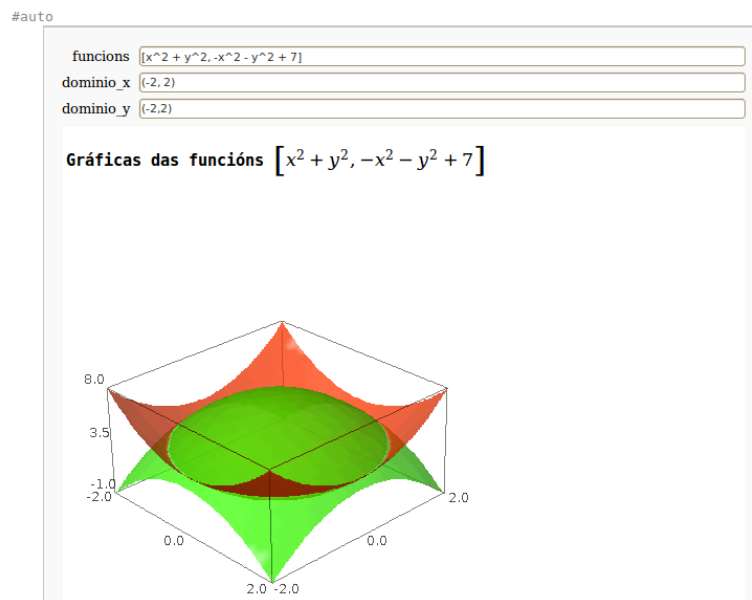 #auto
funcions [x^2 + y^2, -x^2 - y^2 + 7]
dominio_x (-2, 2)
dominio_y (-2,2)
Gráficas das funcións [x² + y², −x² − y² + 7]
8.0
3.5
-1.0
-2.0
2.0
0.0
0.0
2.0 -2.0